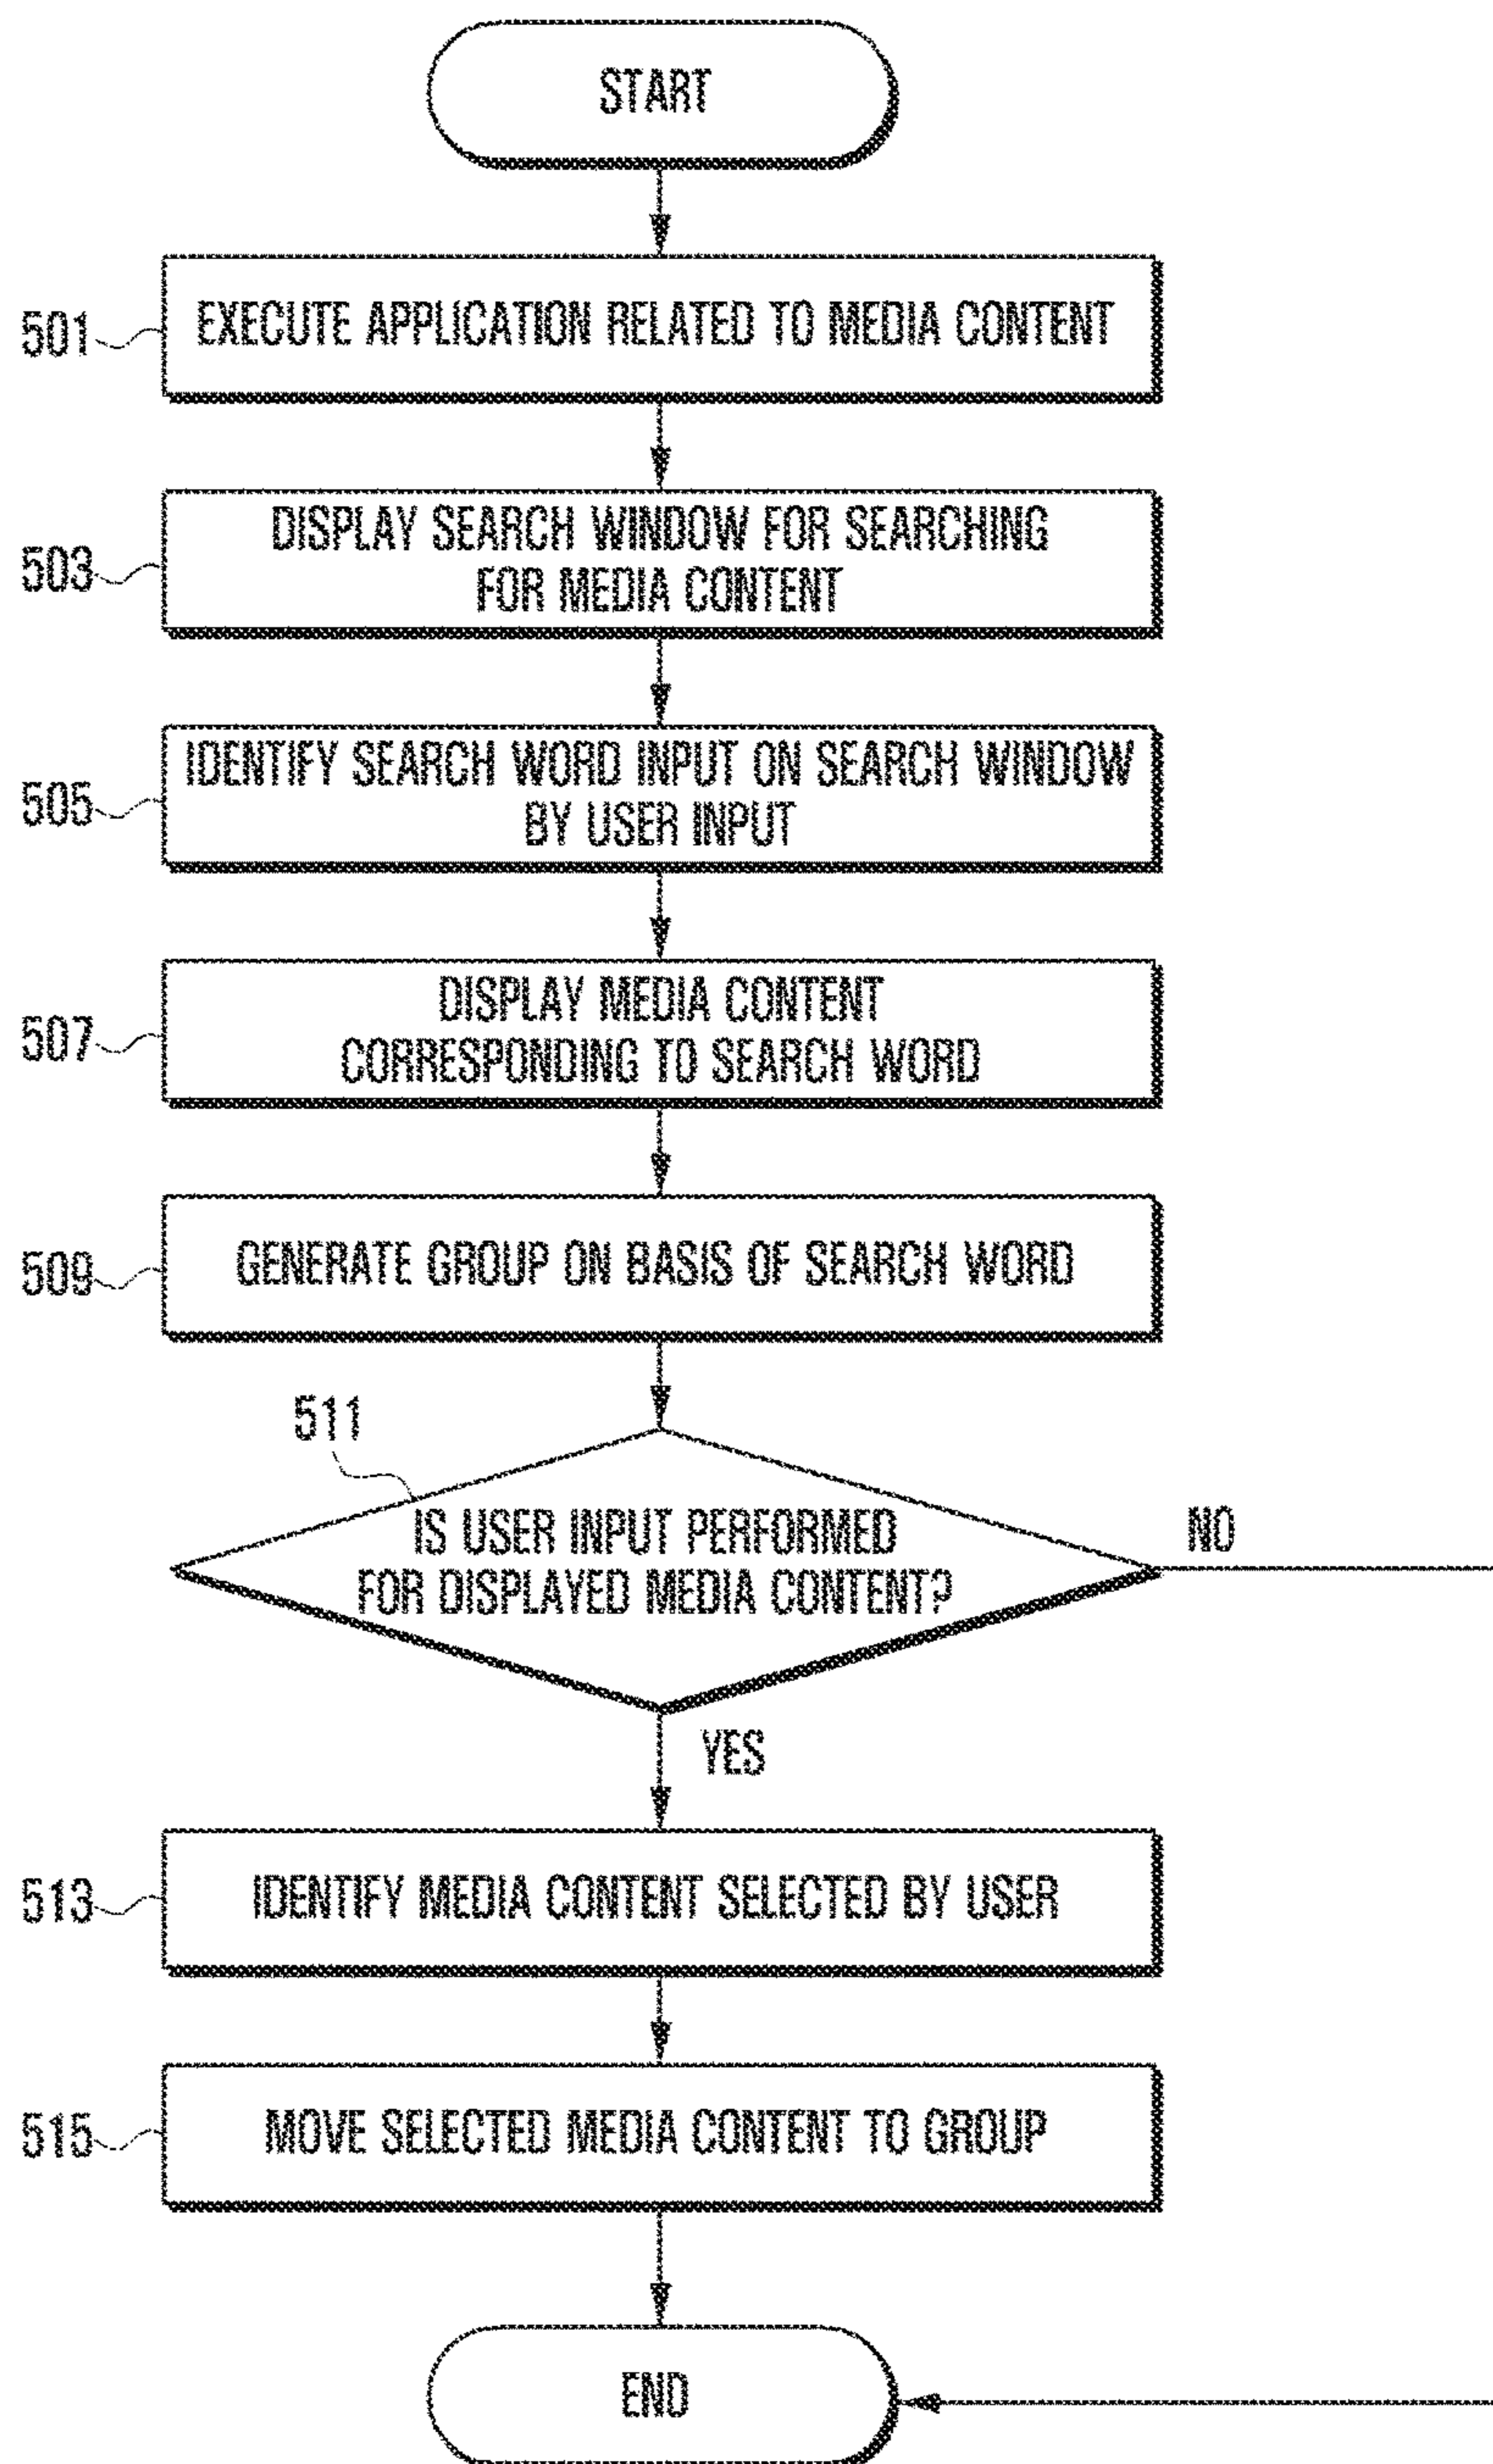 START
501
EXECUTE APPLICATION RELATED TO MEDIA CONTENT
503
DISPLAY SEARCH WINDOW FOR SEARCHING
FOR MEDIA CONTENT
505
IDENTIFY SEARCH WORD INPUT ON SEARCH WINDOW
BY USER INPUT
507
DISPLAY MEDIA CONTENT
CORRESPONDING TO SEARCH WORD
509
GENERATE GROUP ON BASIS OF SEARCH WORD
511
IS USER INPUT PERFORMED
FOR DISPLAYED MEDIA CONTENT?
NO
YES
513
IDENTIFY MEDIA CONTENT SELECTED BY USER
515
MOVE SELECTED MEDIA CONTENT TO GROUP
END